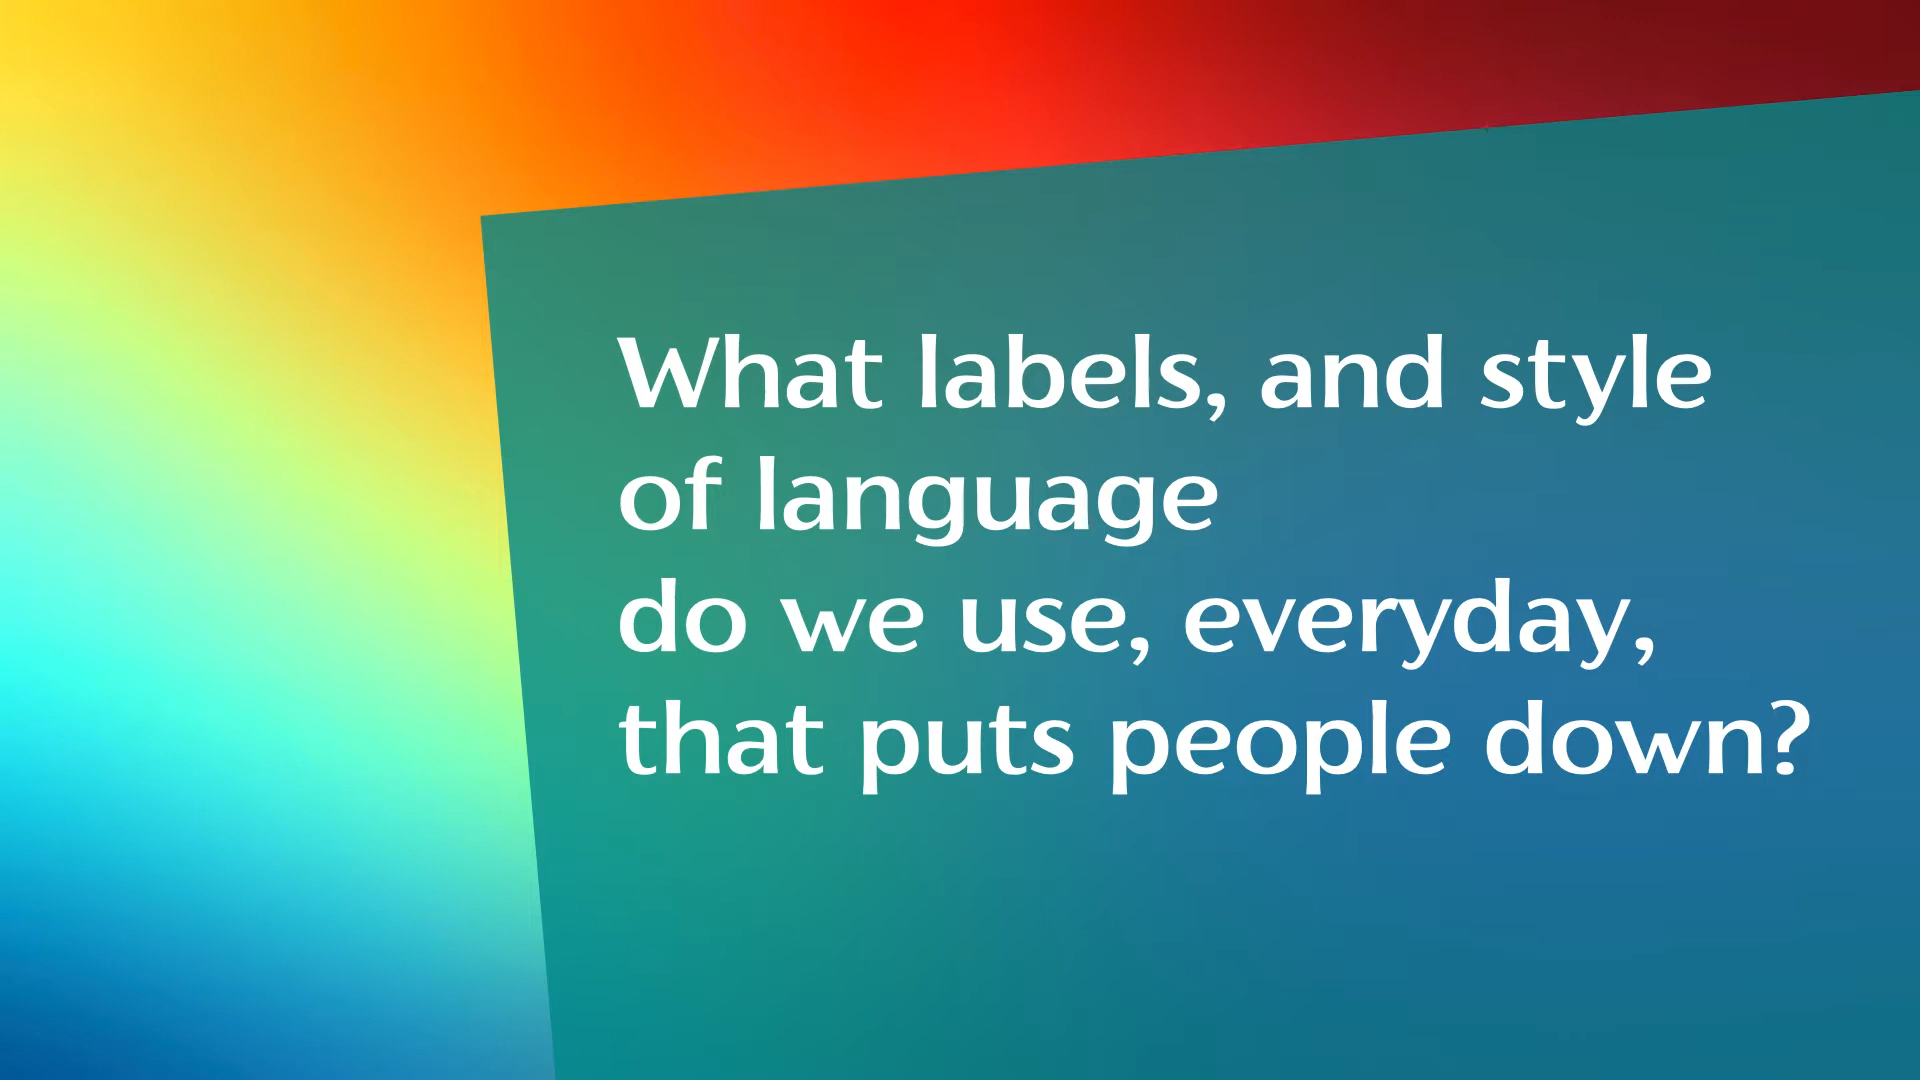 What labels, and style
of language
do we use, everyday,
that puts people down?